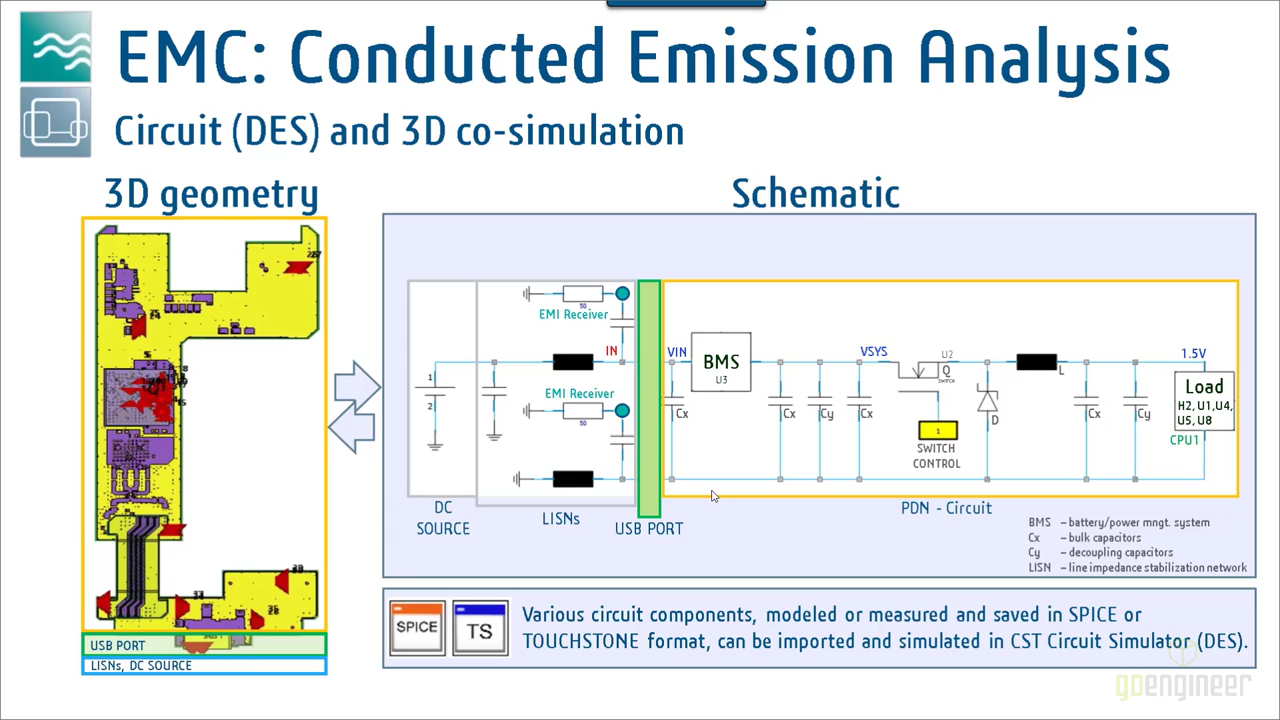 EMC: Conducted Emission Analysis
Circuit (DES) and 3D co-simulation
3D geometry
Schematic
USB PORT
LISNs, DC SOURCE
50
EMI Receiver
IN
EMI Receiver
50
1
2
DC
SOURCE
LISNs
USB PORT
VIN
BMS
U3
Cx
Cx
Cy
Cx
VSYS
U2
Q
SWITCH
1
SWITCH
CONTROL
D
L
Cx
Cy
1.5V
Load
H2, U1,U4,
U5, U8
CPU1
PDN - Circuit
BMS – battery/power mngt. system
Cx – bulk capacitors
Cy – decoupling capacitors
LISN – line impedance stabilization network
SPICE
TS
Various circuit components, modeled or measured and saved in SPICE or
TOUCHSTONE format, can be imported and simulated in CST Circuit Simulator (DES).
goengineer